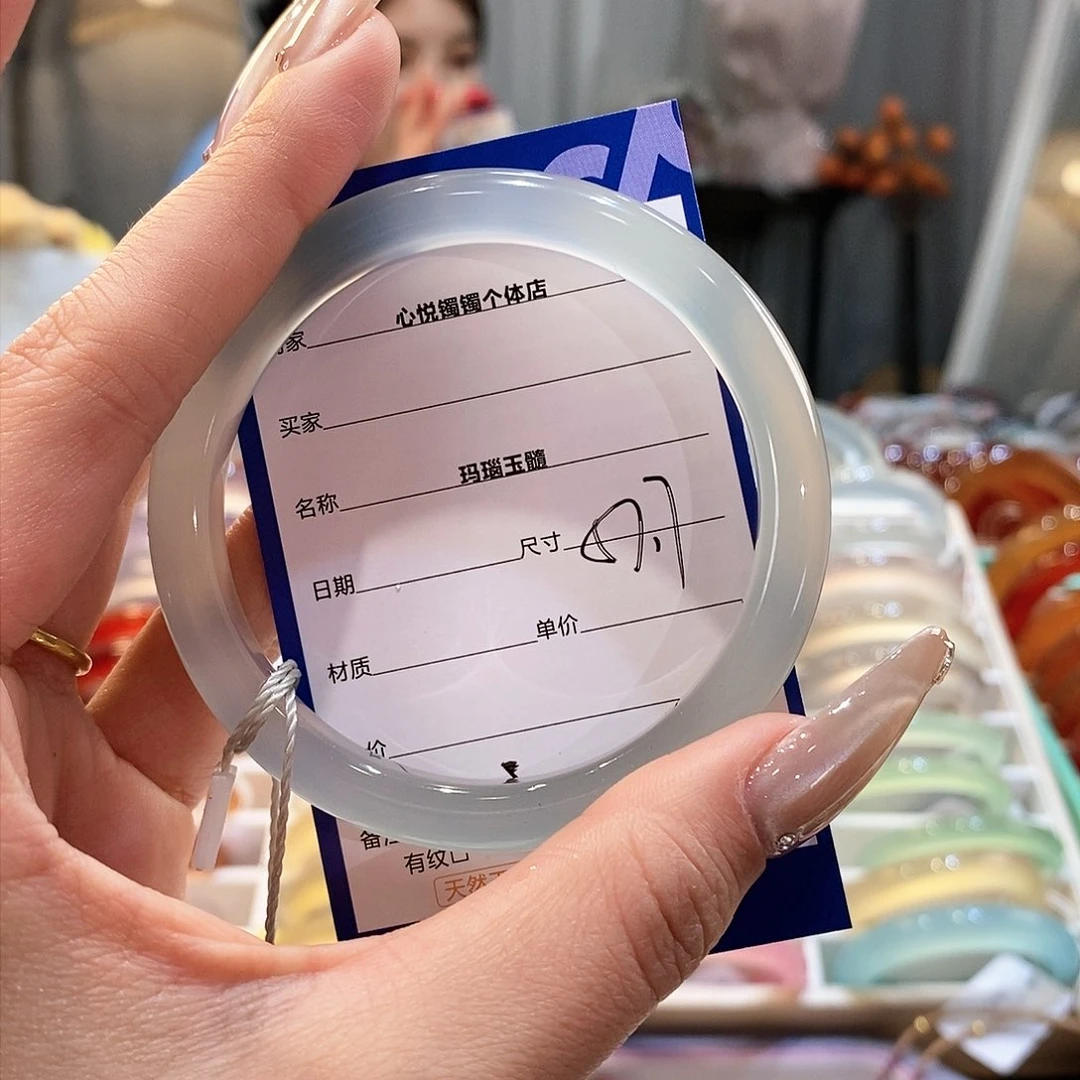 家 心悦镯镯个体店
买家
名称 玛瑙玉髓
日期 尺寸
材质 单价
价
有纹
天然